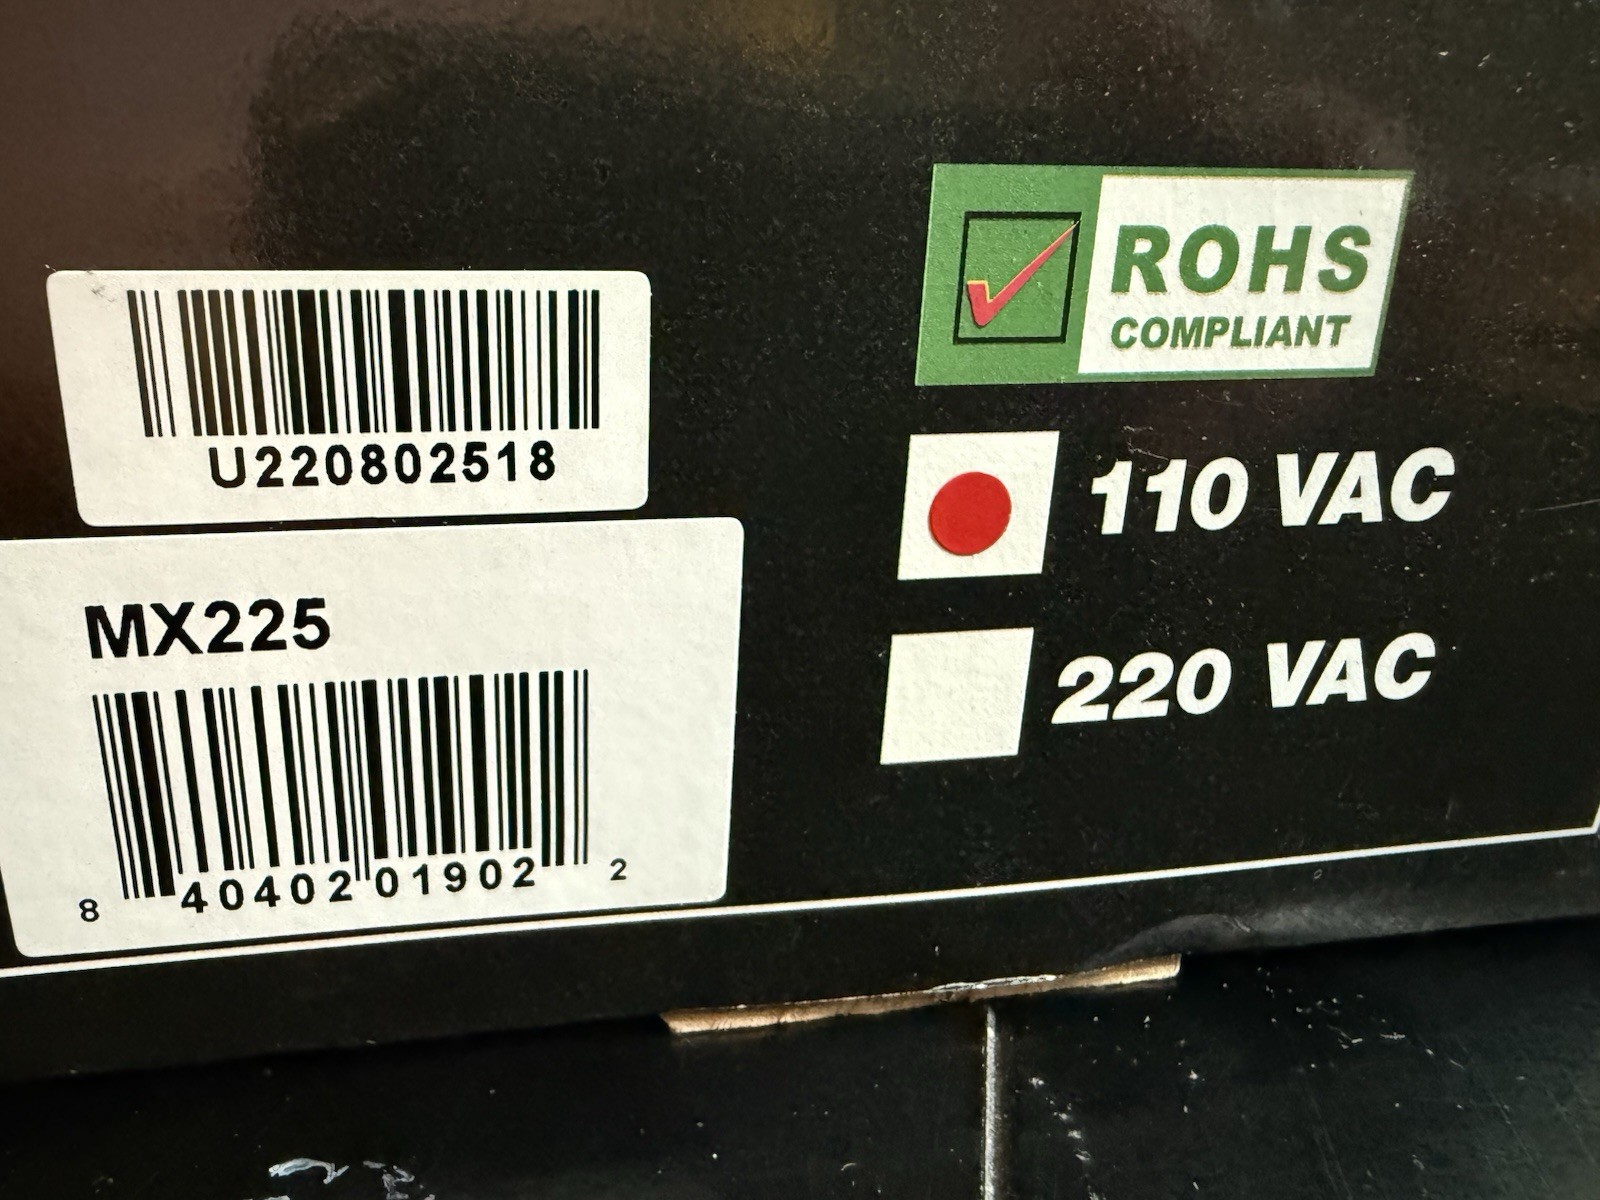 U220802518
MX225
8 40402 01902 2
ROHS
COMPLIANT
110 VAC
220 VAC